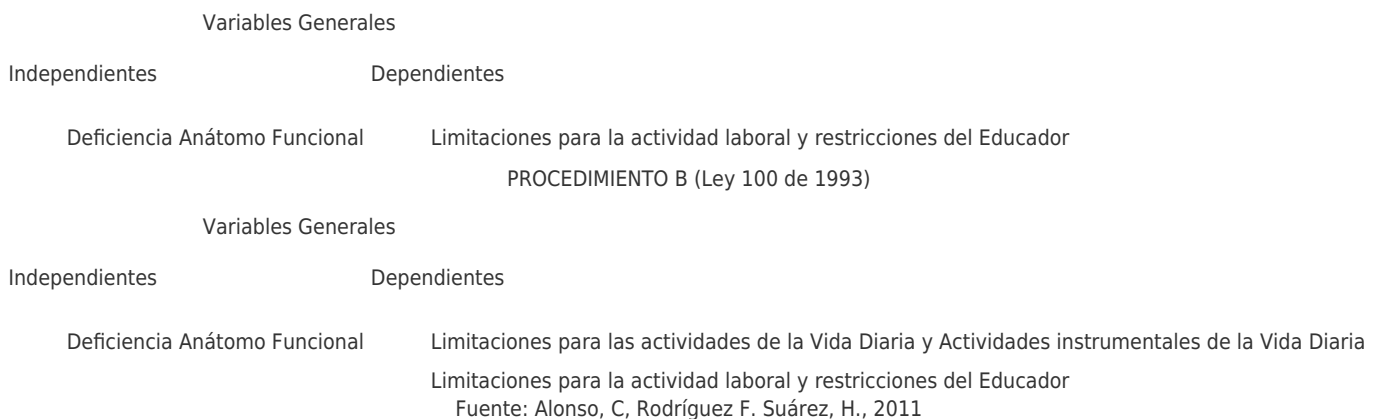 Variables Generales
Independientes Dependientes
Deficiencia Anátomo Funcional Limitaciones para la actividad laboral y restricciones del Educador
PROCEDIMIENTO B (Ley 100 de 1993)
Variables Generales
Independientes Dependientes
Deficiencia Anátomo Funcional Limitaciones para las actividades de la Vida Diaria y Actividades instrumentales de la Vida Diaria
Limitaciones para la actividad laboral y restricciones del Educador
Fuente: Alonso, C, Rodríguez F. Suárez, H., 2011